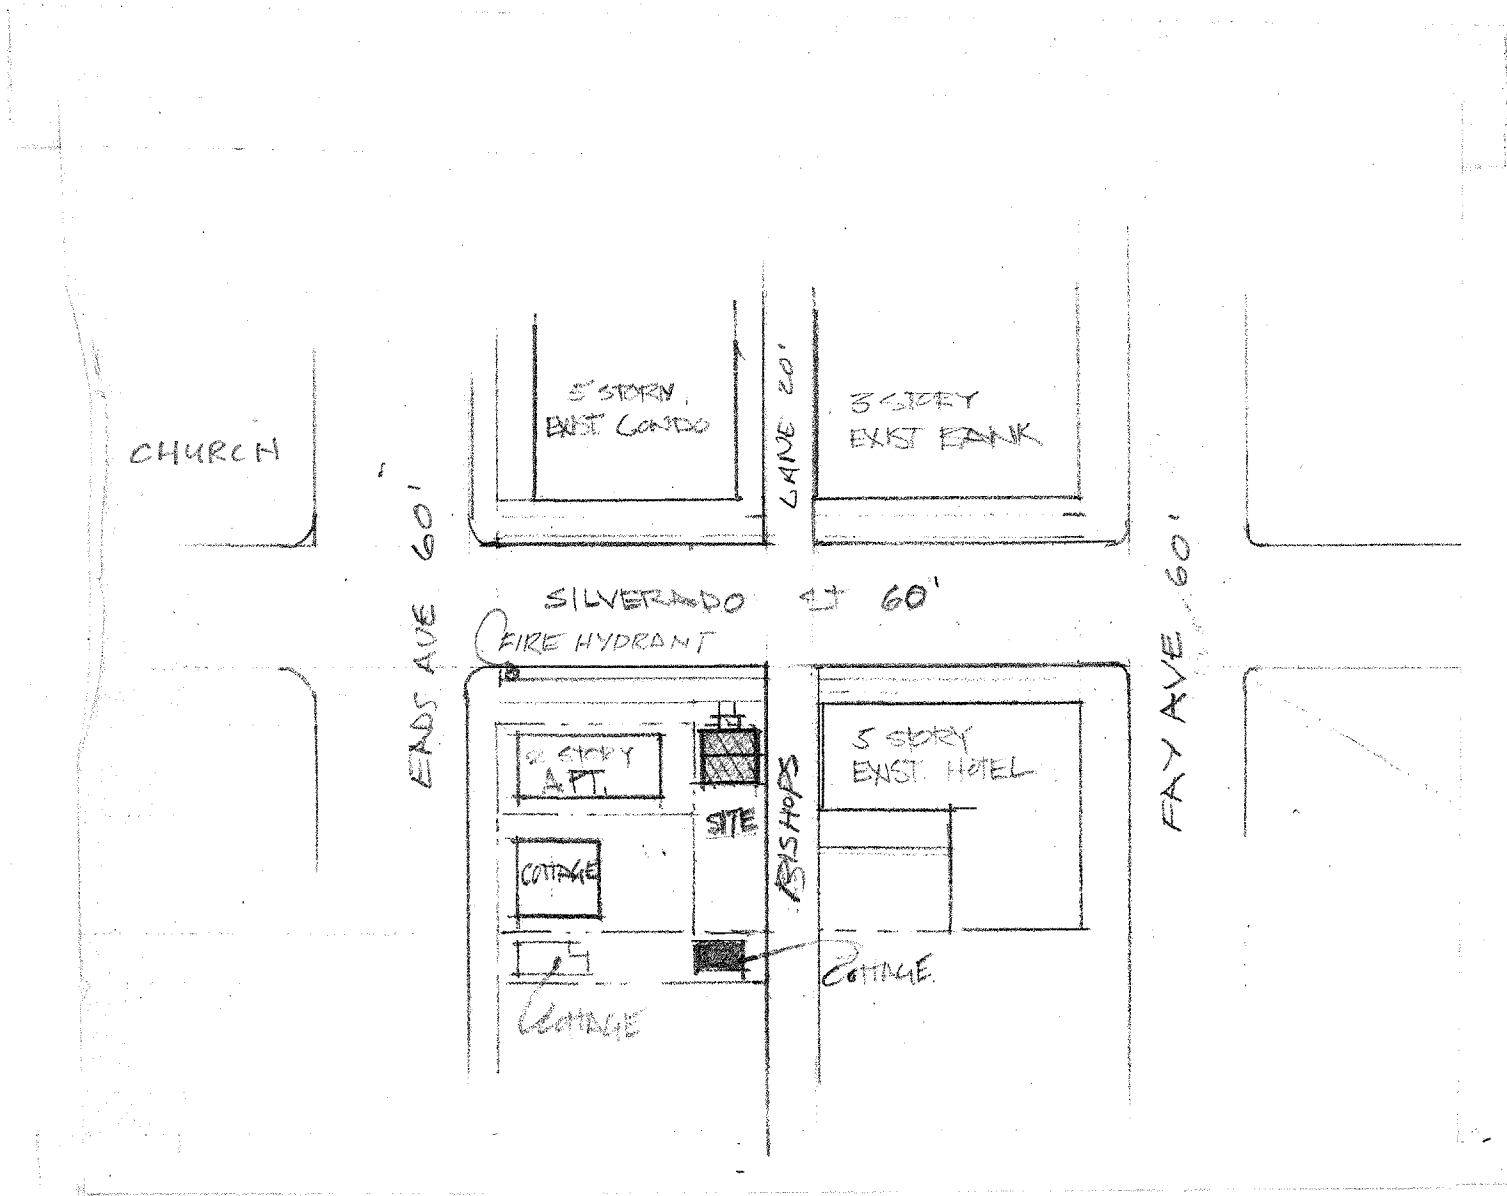 5 STORY
EXIST. CONDO
LANE 20'
3 STORY
EXIST BANK
CHURCH
ENDS AVE 60'
SILVERADO ST 60'
FAY AVE 60'
FIRE HYDRANT
2 STORY
APT.
SITE
BISHOPS
5 STORY
EXIST. HOTEL
COTTAGE
COTTAGE
COTTAGE